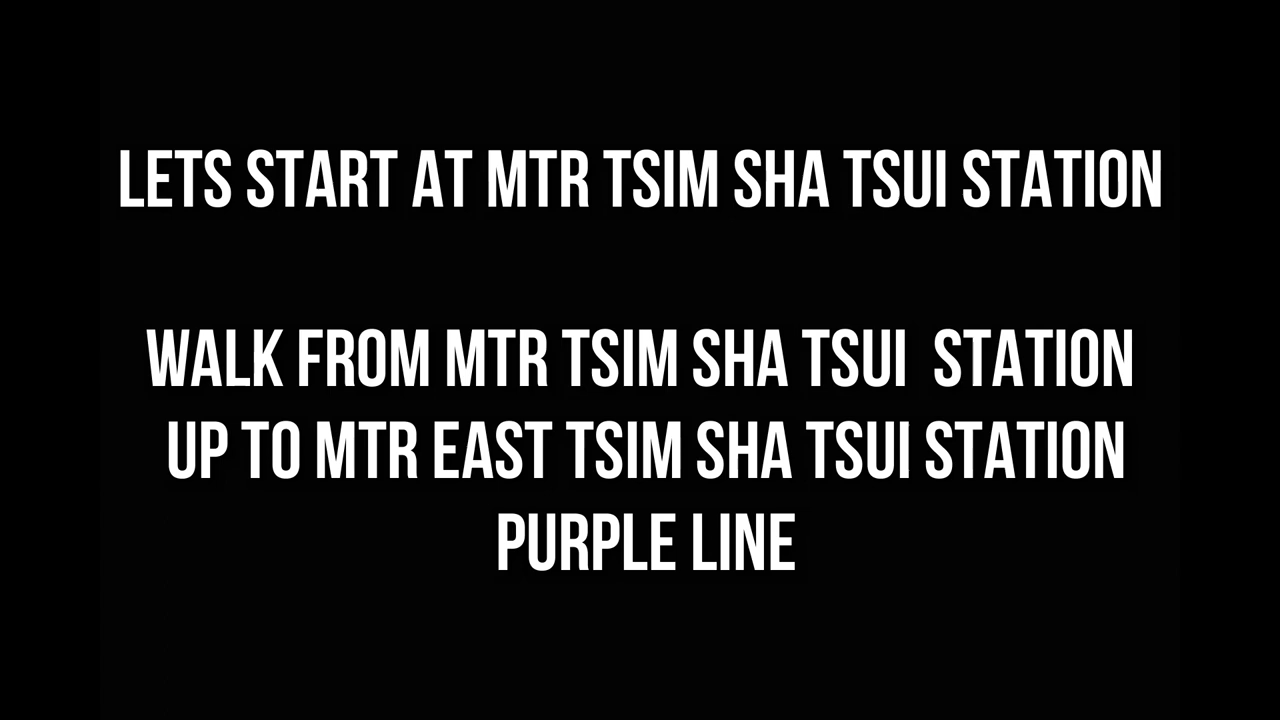 LETS START AT MTR TSIM SHA TSUI STATION
WALK FROM MTR TSIM SHA TSUI STATION
UP TO MTR EAST TSIM SHA TSUI STATION
PURPLE LINE